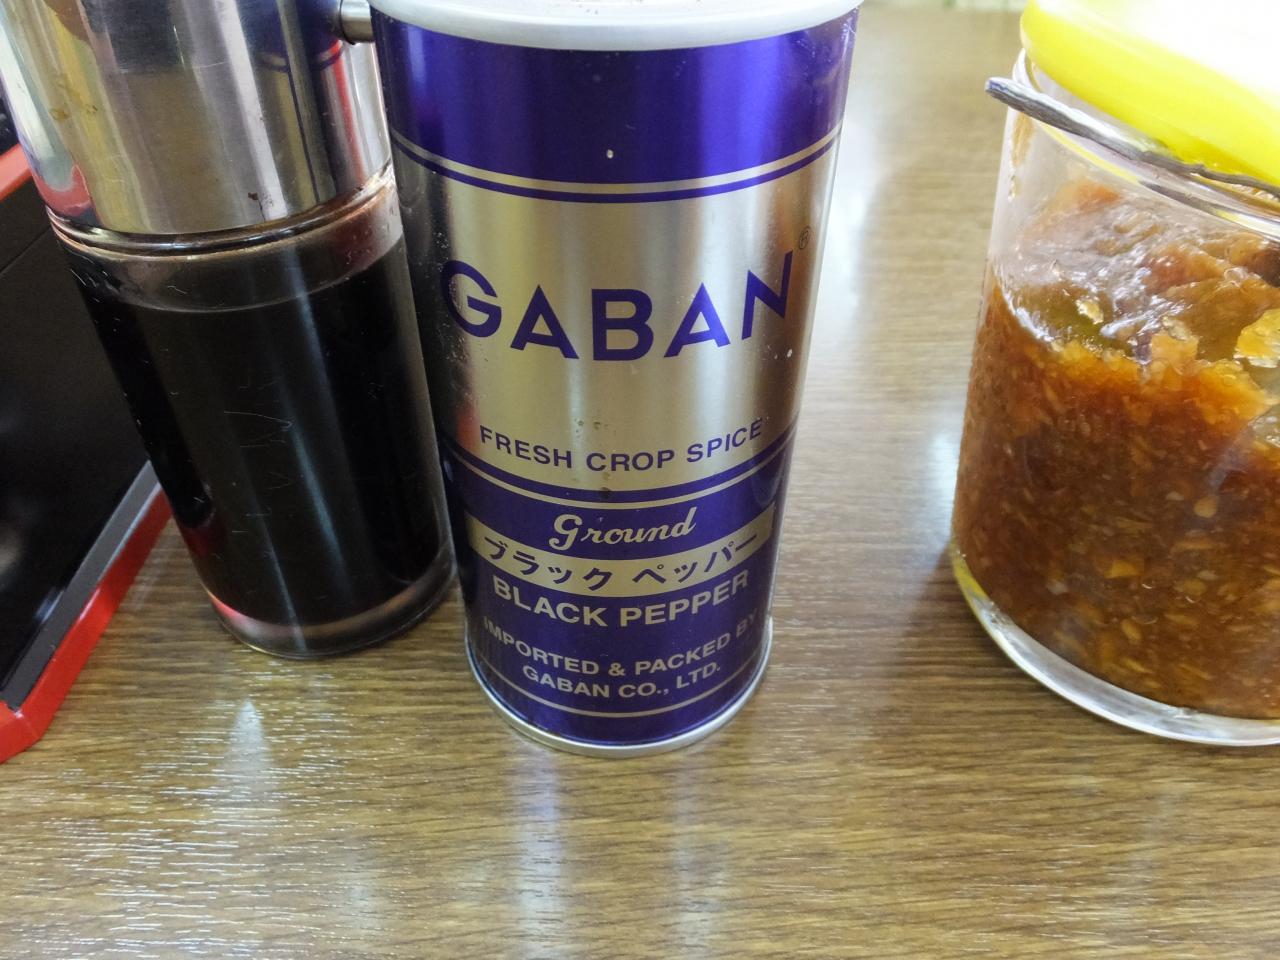 GABAN®
FRESH CROP SPICE
Ground
ブラック ペッパー
BLACK PEPPER
IMPORTED & PACKED BY
GABAN CO., LTD.